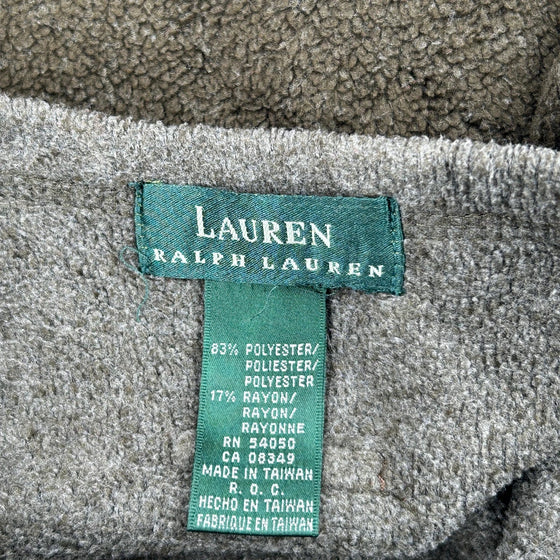 LAUREN
RALPH LAUREN
83% POLYESTER/
POLIESTER/
POLYESTER
17% RAYON/
RAYON/
RAYONNE
RN 54050
CA 08349
MADE IN TAIWAN
R. O. C.
HECHO EN TAIWAN
FABRIQUE EN TAIWAN